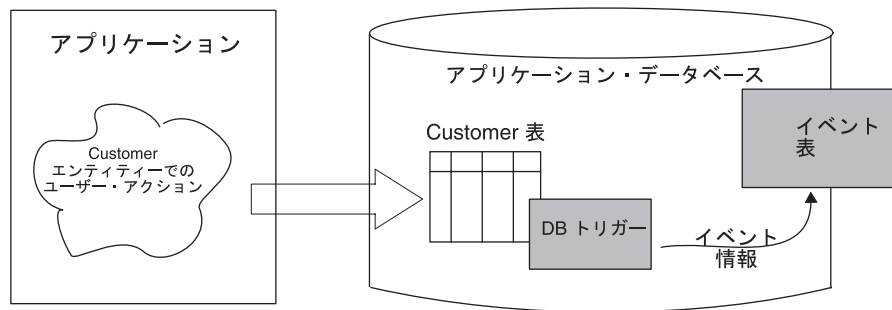 アプリケーション
Customer
エンティティーでの
ユーザー・アクション
アプリケーション・データベース
Customer 表
DB トリガー
イベント
情報
イベント
表